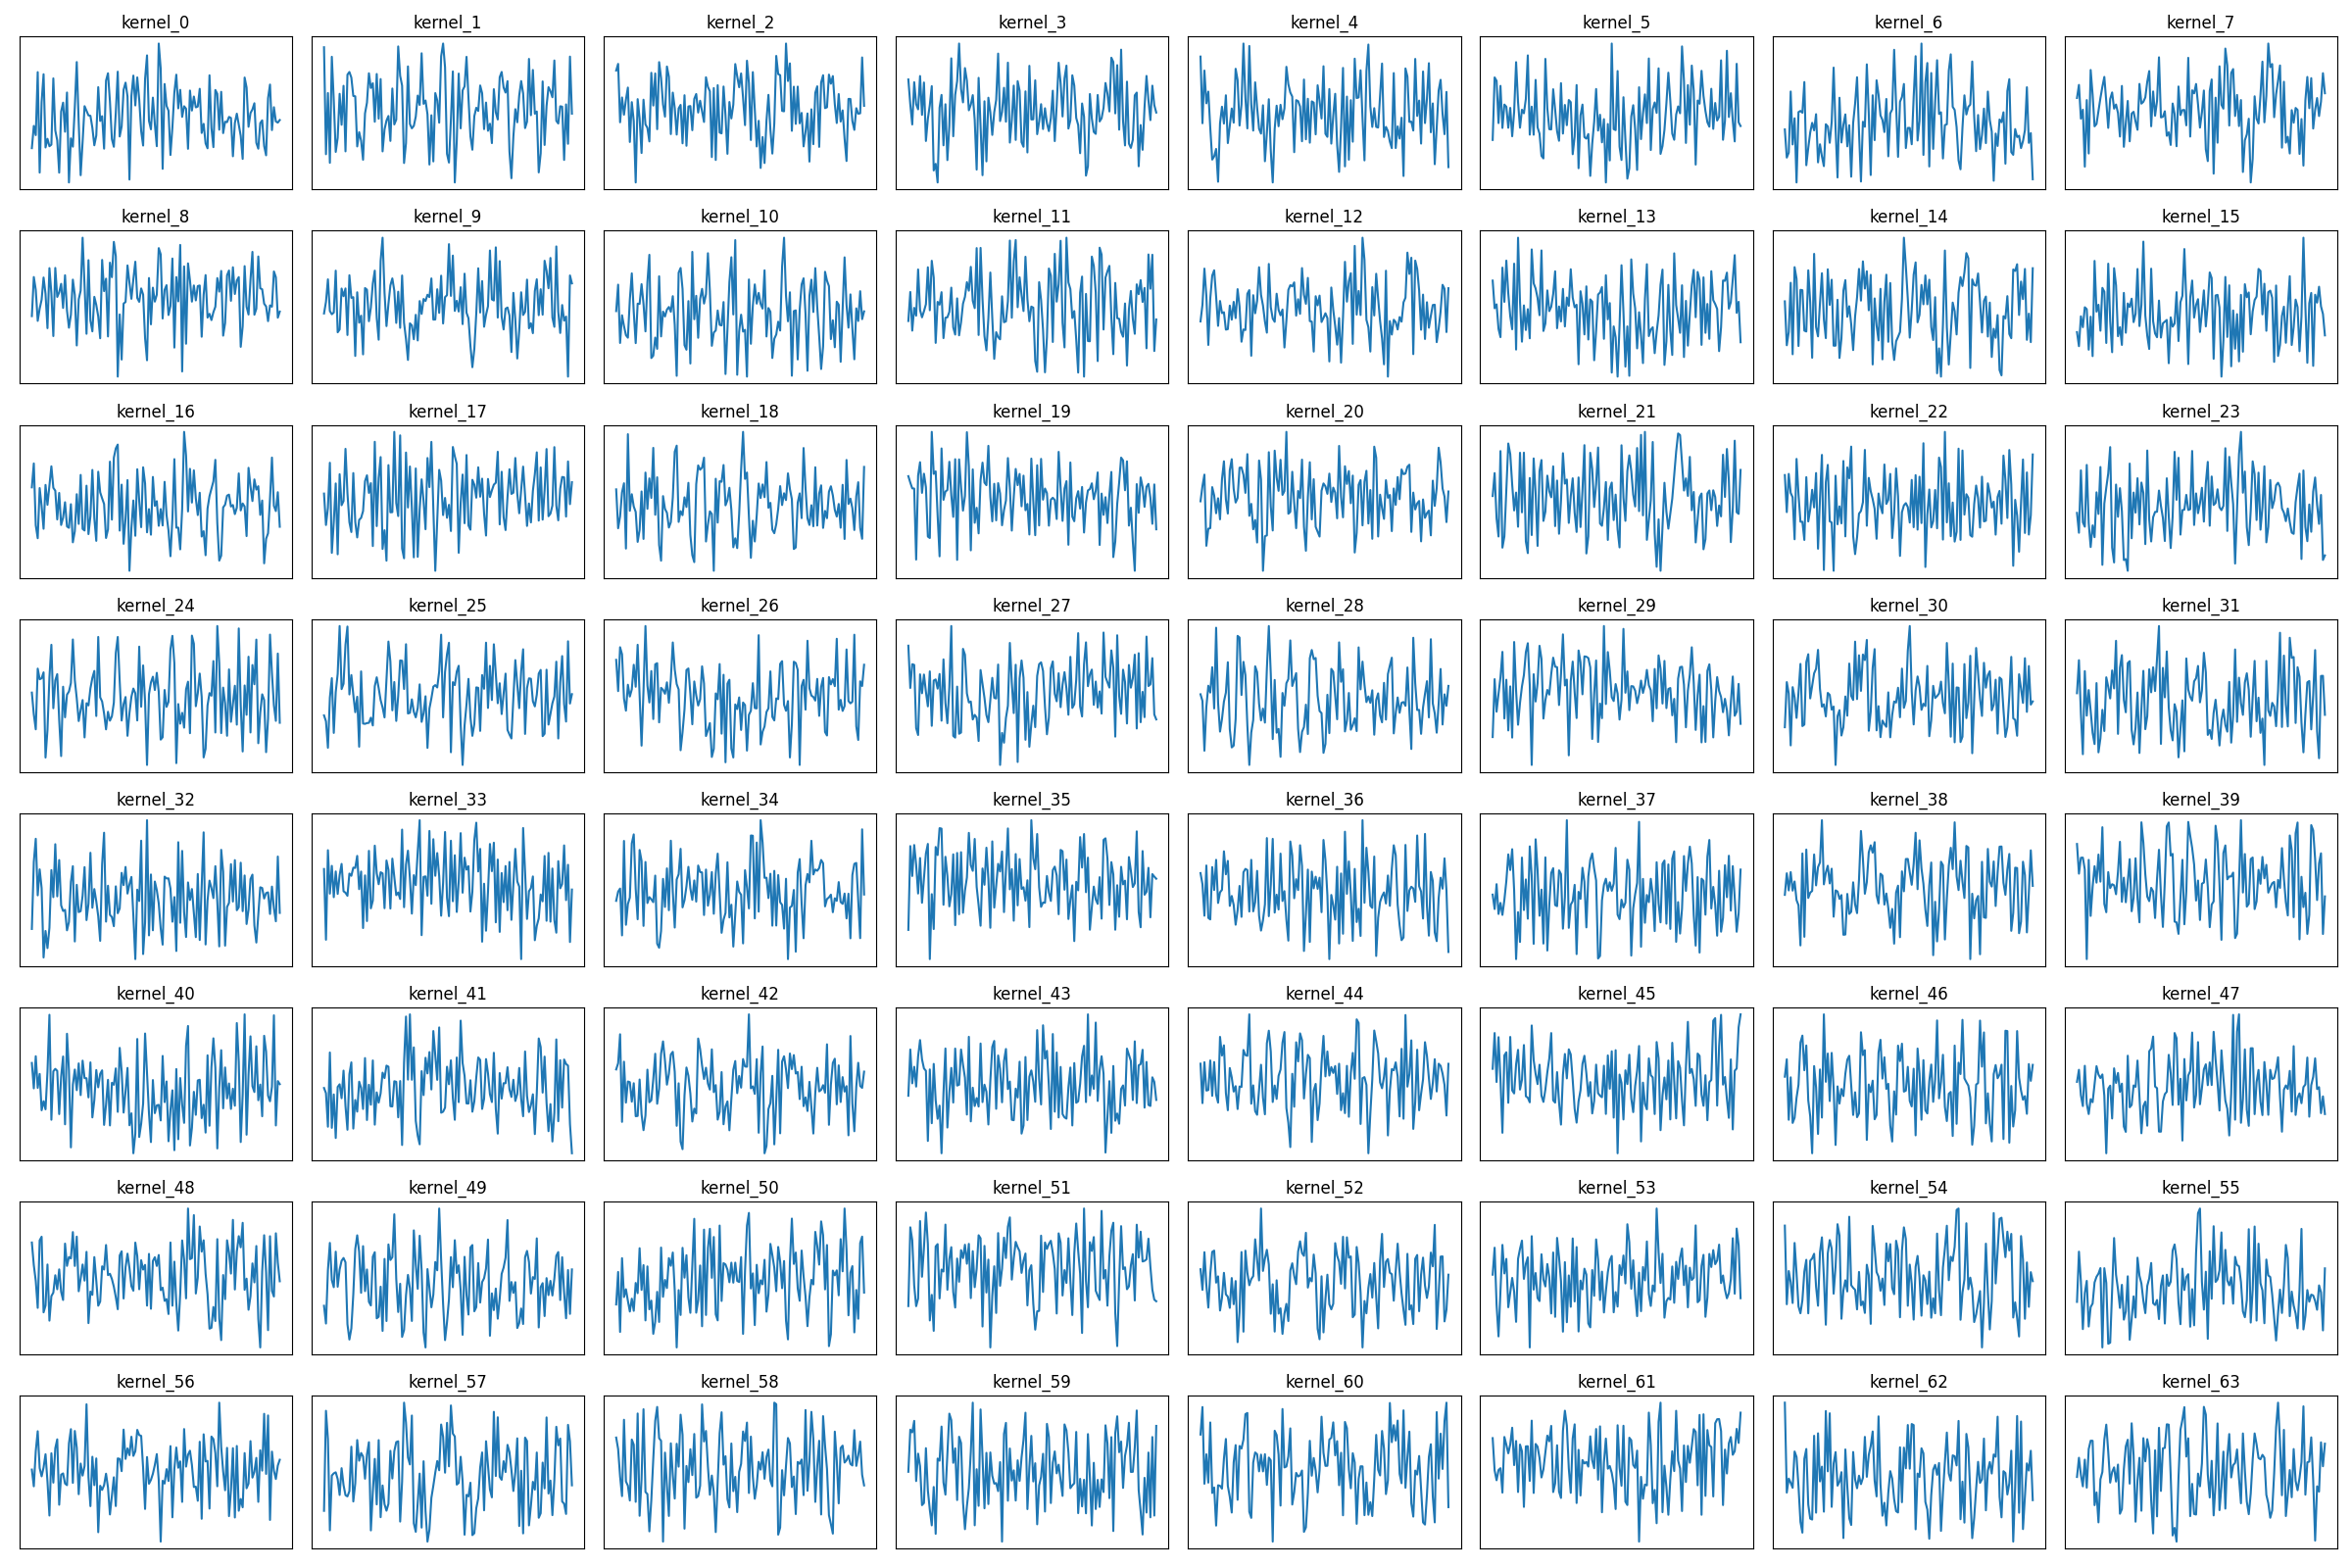 kernel_0 kernel_1 kernel_2 kernel_3 kernel_4 kernel_5 kernel_6 kernel_7
kernel_8 kernel_9 kernel_10 kernel_11 kernel_12 kernel_13 kernel_14 kernel_15
kernel_16 kernel_17 kernel_18 kernel_19 kernel_20 kernel_21 kernel_22 kernel_23
kernel_24 kernel_25 kernel_26 kernel_27 kernel_28 kernel_29 kernel_30 kernel_31
kernel_32 kernel_33 kernel_34 kernel_35 kernel_36 kernel_37 kernel_38 kernel_39
kernel_40 kernel_41 kernel_42 kernel_43 kernel_44 kernel_45 kernel_46 kernel_47
kernel_48 kernel_49 kernel_50 kernel_51 kernel_52 kernel_53 kernel_54 kernel_55
kernel_56 kernel_57 kernel_58 kernel_59 kernel_60 kernel_61 kernel_62 kernel_63